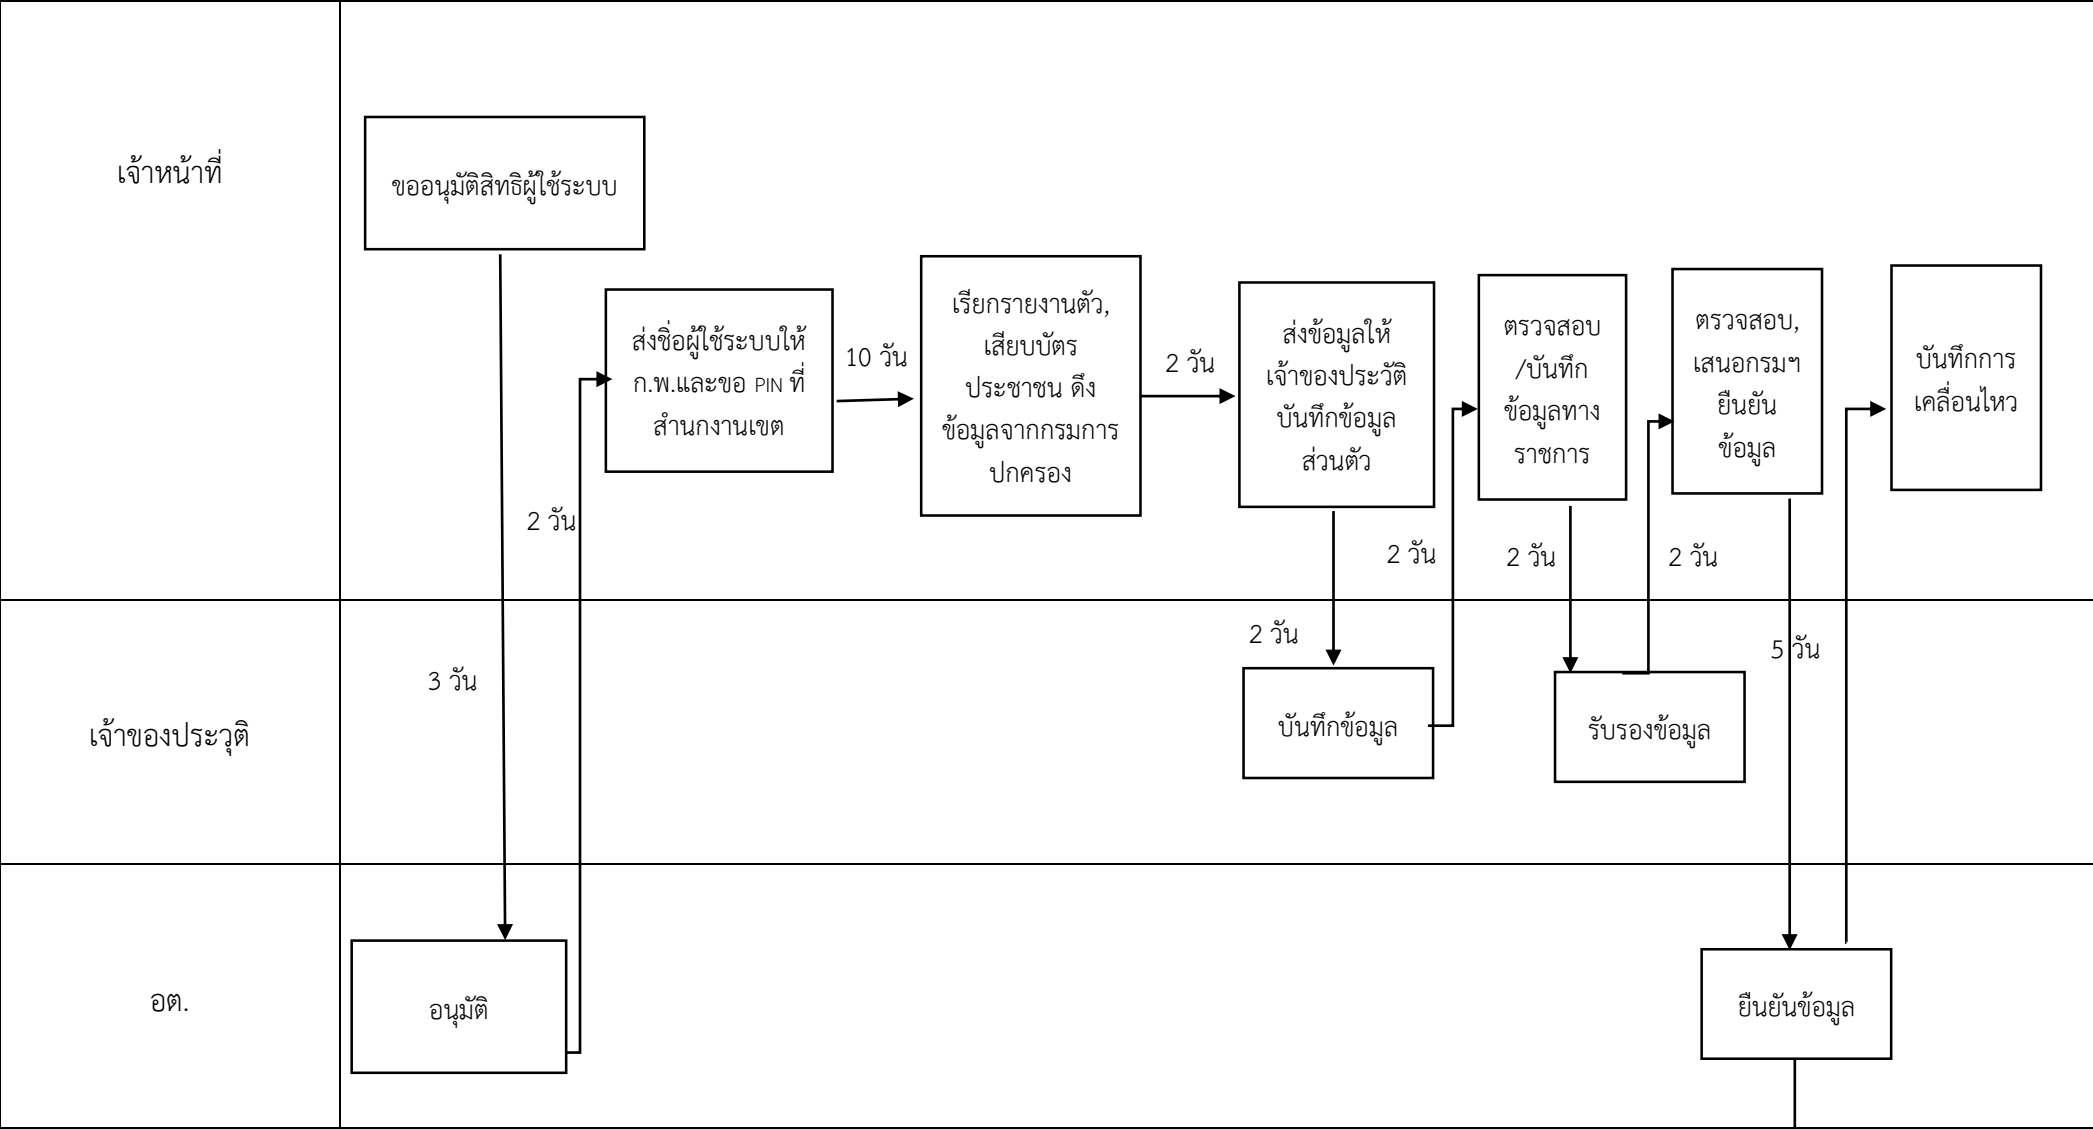 เจ้าหน้าที่
ขออนุมัติสิทธิผู้ใช้ระบบ
ส่งชื่อผู้ใช้ระบบให้
ก.พ.และขอ PIN ที่
สำนกงานเขต
10 วัน
เรียกรายงานตัว,
เสียบบัตร
ประชาชน ดึง
ข้อมูลจากกรมการ
ปกครอง
2 วัน
ส่งข้อมูลให้
เจ้าของประวัติ
บันทึกข้อมูล
ส่วนตัว
ตรวจสอบ
/บันทึก
ข้อมูลทาง
ราชการ
ตรวจสอบ,
เสนอกรมฯ
ยืนยัน
ข้อมูล
บันทึกการ
เคลื่อนไหว
2 วัน
2 วัน
2 วัน
2 วัน
เจ้าของประวุติ
3 วัน
2 วัน
5 วัน
บันทึกข้อมูล
รับรองข้อมูล
อต.
อนุมัติ
ยืนยันข้อมูล